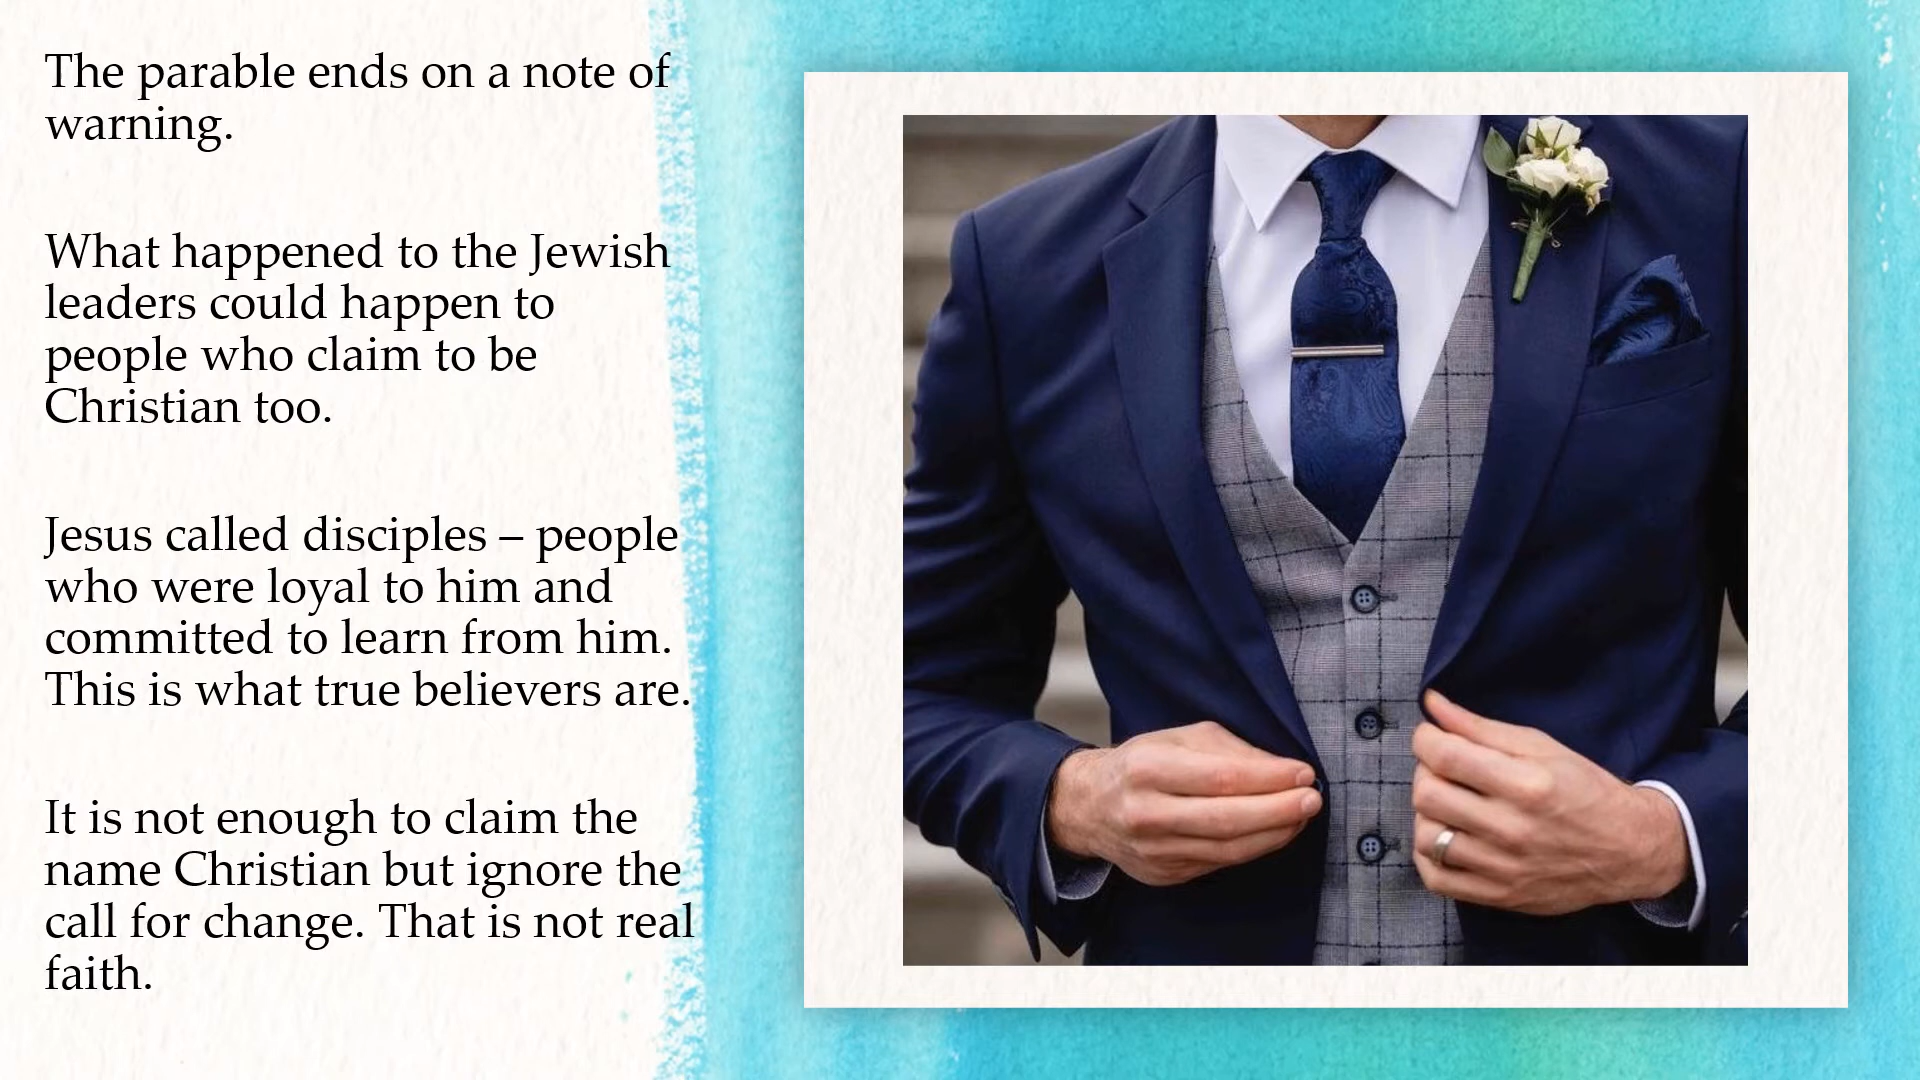 The parable ends on a note of
warning.
What happened to the Jewish
leaders could happen to
people who claim to be
Christian too.
Jesus called disciples – people
who were loyal to him and
committed to learn from him.
This is what true believers are.
It is not enough to claim the
name Christian but ignore the
call for change. That is not real
faith.